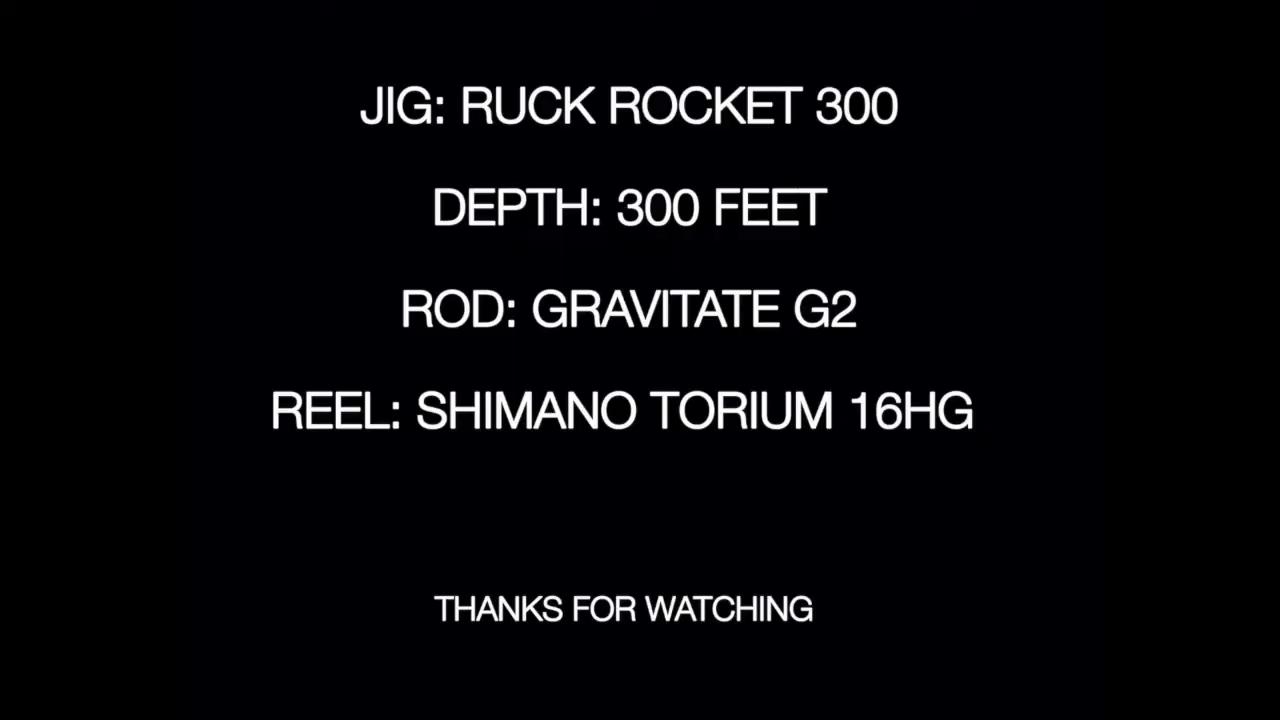 JIG: RUCK ROCKET 300
DEPTH: 300 FEET
ROD: GRAVITATE G2
REEL: SHIMANO TORIUM 16HG
THANKS FOR WATCHING